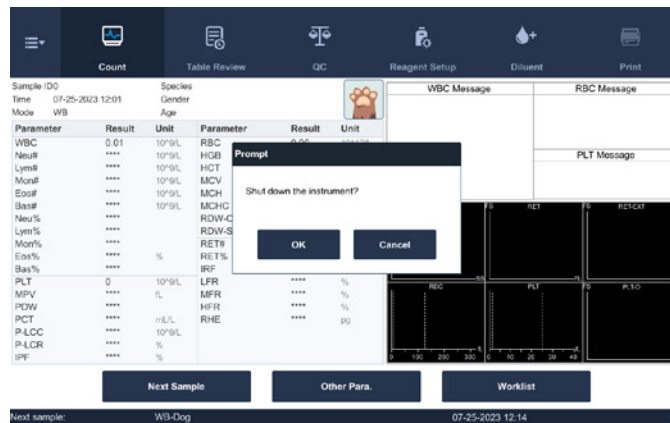 Count
Table Review
QC
Reagent Setup
Diluent
Print
Sample ID0
Species
Time 07-25-2023 12:01
Gender
Mode WB
Age
WBC Message
RBC Message
PLT Message
Parameter Result Unit Parameter Result Unit
WBC 0.01 10^9/L RBC
Neu# **** 10^9/L HGB
Lym# **** 10^9/L HCT
Mon# **** 10^9/L MCV
Eos# **** 10^9/L MCH
Bas# **** 10^9/L MCHC
Neu% **** RDW-C
Lym% **** RDW-S
Mon% **** RET#
Eos% **** % RET%
Bas% **** % IRF
PLT 0 10^9/L LFR **** %
MPV **** fL MFR **** %
PDW **** HFR **** %
PCT **** mL/L RHE **** pg
P-LCC **** 10^9/L
P-LCR **** %
IPF **** %
Prompt
Shut down the instrument?
OK
Cancel
FS RET
FS RET-EXT
RBC
PLT
FS PLT-O
0 100 200 300
0 10 20 30 40
Next Sample
Other Para.
Worklist
Next sample:
WB-Dog
07-25-2023 12:14